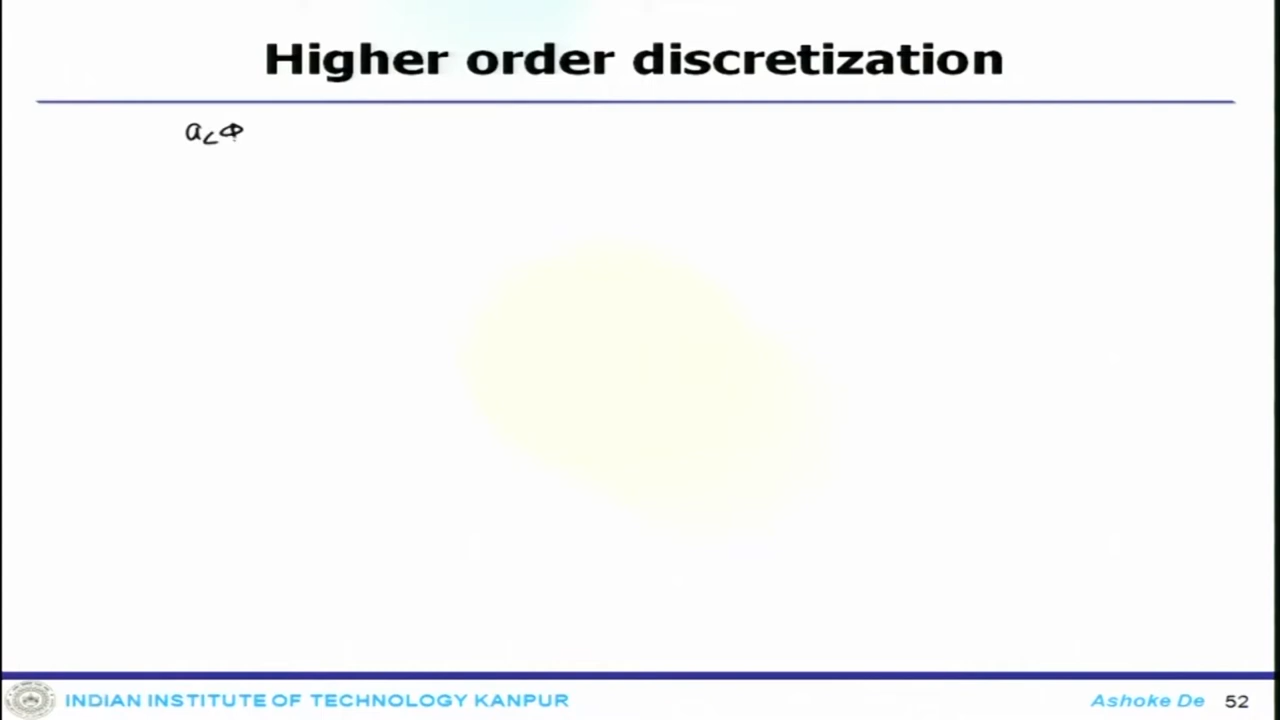 Higher order discretization
a_c Φ
INDIAN INSTITUTE OF TECHNOLOGY KANPUR
Ashoke De 52